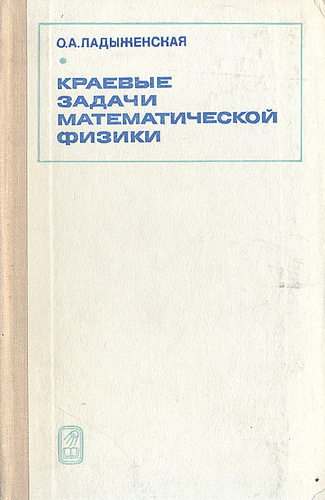 О.А.ЛАДЫЖЕНСКАЯ
КРАЕВЫЕ
ЗАДАЧИ
МАТЕМАТИЧЕСКОЙ
ФИЗИКИ